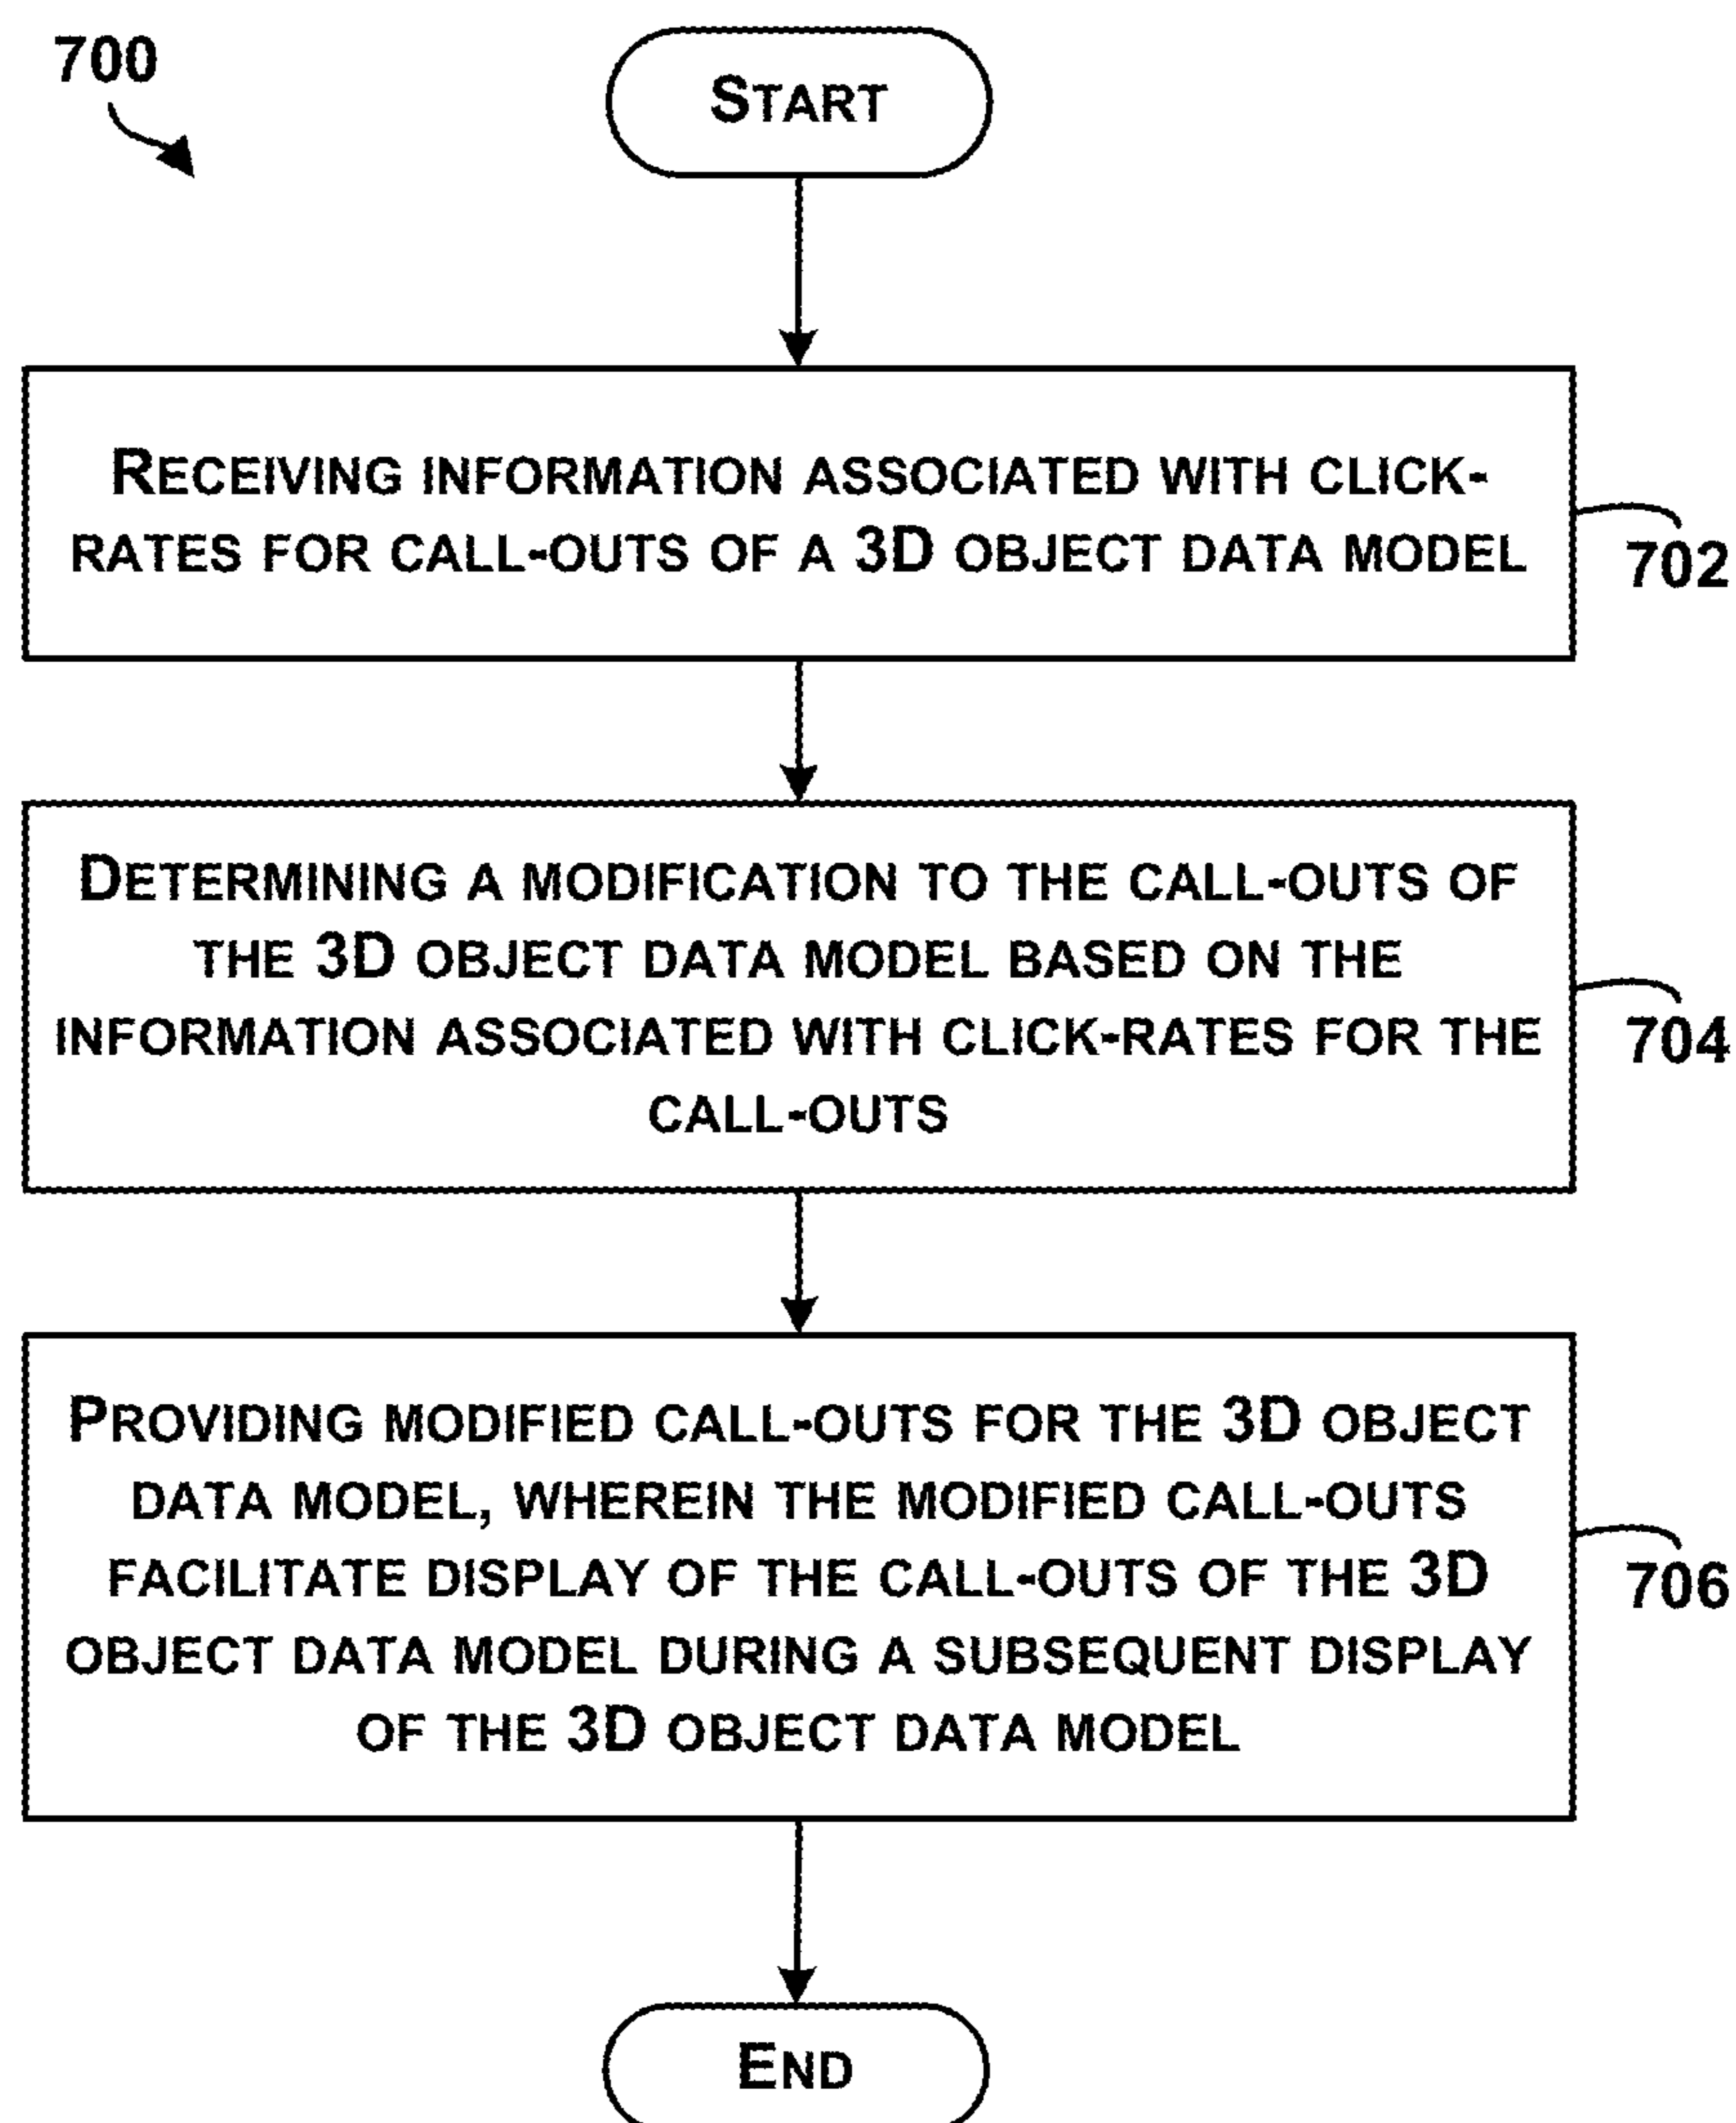 700
START
RECEIVING INFORMATION ASSOCIATED WITH CLICK-
RATES FOR CALL-OUTS OF A 3D OBJECT DATA MODEL
702
DETERMINING A MODIFICATION TO THE CALL-OUTS OF
THE 3D OBJECT DATA MODEL BASED ON THE
INFORMATION ASSOCIATED WITH CLICK-RATES FOR THE
CALL-OUTS
704
PROVIDING MODIFIED CALL-OUTS FOR THE 3D OBJECT
DATA MODEL, WHEREIN THE MODIFIED CALL-OUTS
FACILITATE DISPLAY OF THE CALL-OUTS OF THE 3D
OBJECT DATA MODEL DURING A SUBSEQUENT DISPLAY
OF THE 3D OBJECT DATA MODEL
706
END